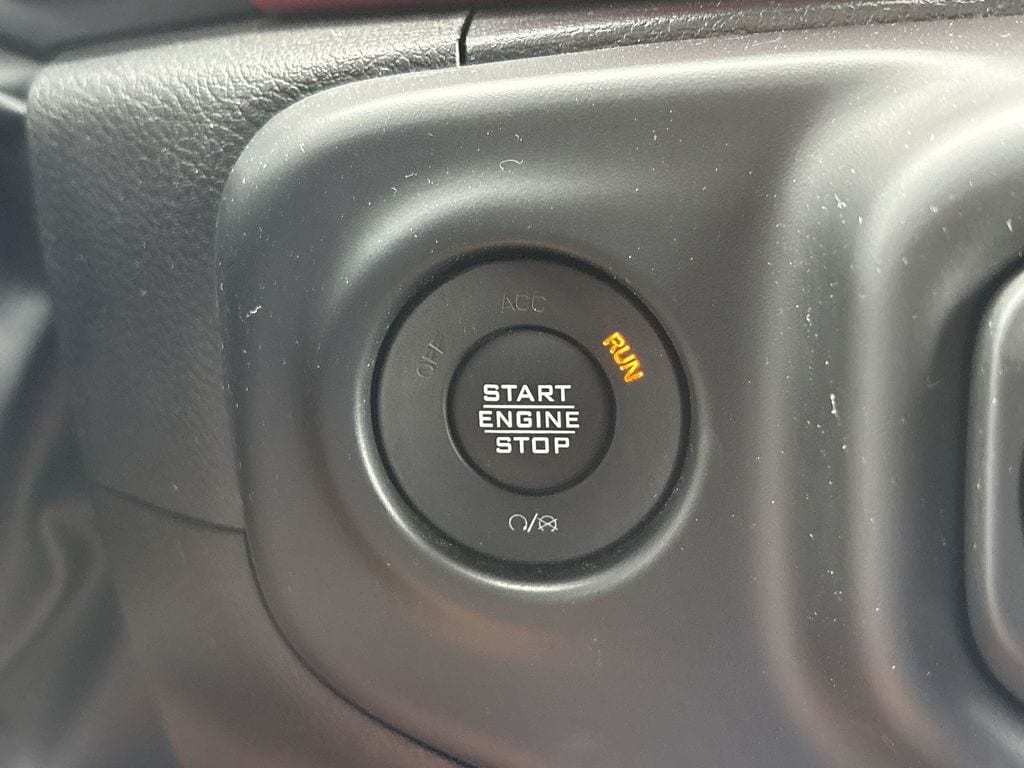 ACC
OFF
RUN
START
ENGINE
STOP